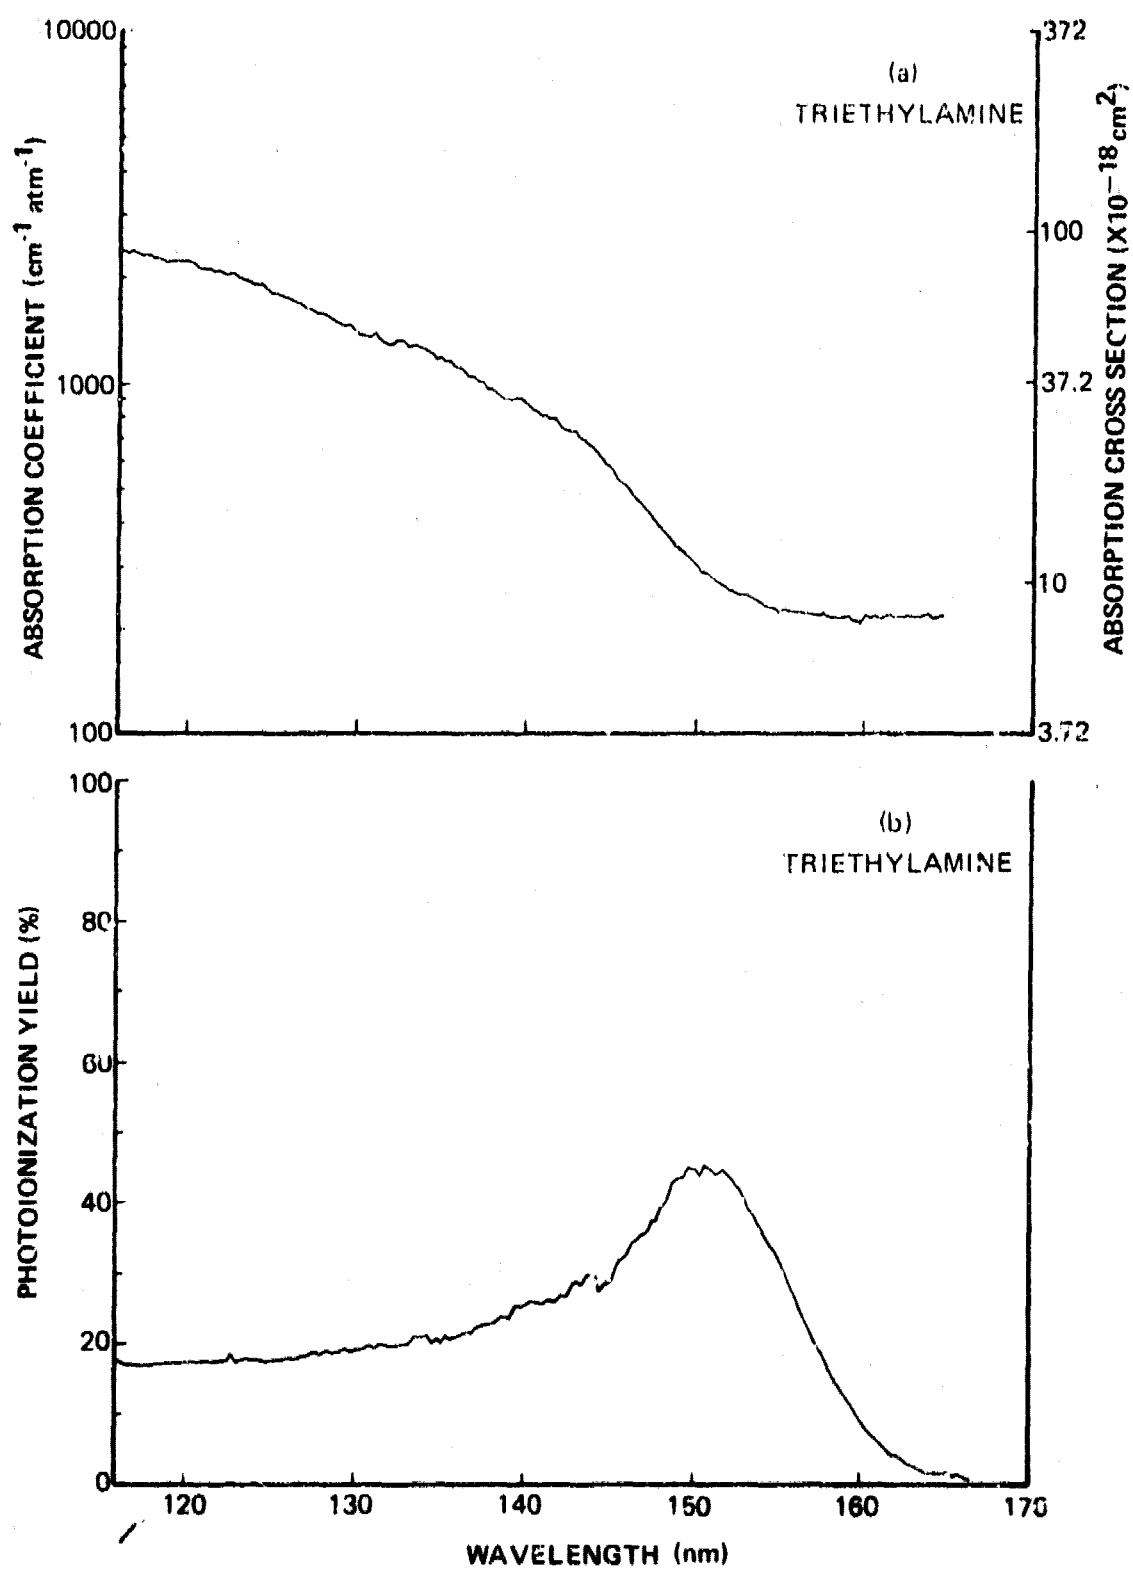 10000
372
(a)
TRIETHYLAMINE
ABSORPTION COEFFICIENT (cm⁻¹ atm⁻¹)
ABSORPTION CROSS SECTION (X10⁻¹⁸ cm²)
100
1000
37.2
10
100
3.72
100
(b)
TRIETHYLAMINE
PHOTOIONIZATION YIELD (%)
80
60
40
20
0
120 130 140 150 160 170
WAVELENGTH (nm)